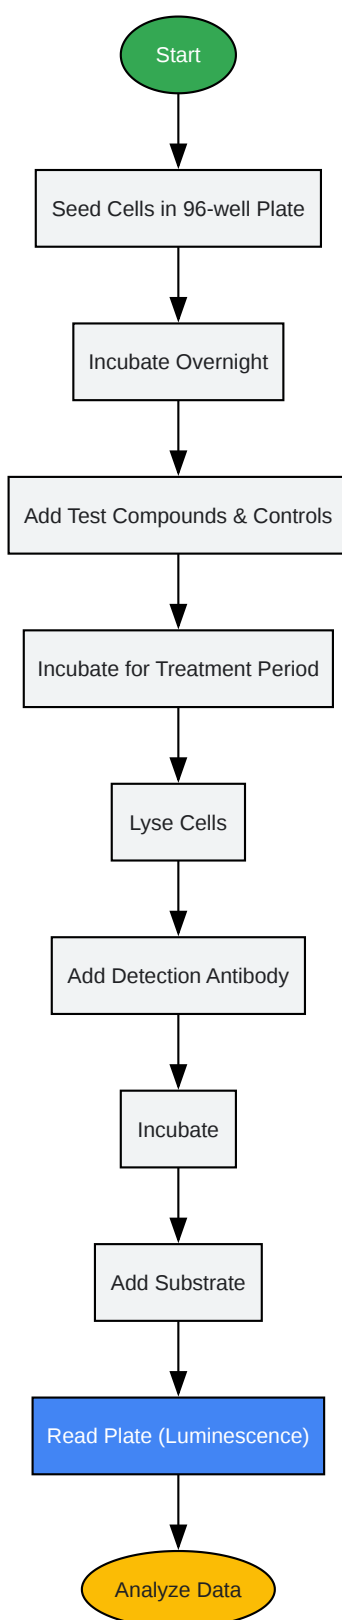 Start
Seed Cells in 96-well Plate
Incubate Overnight
Add Test Compounds & Controls
Incubate for Treatment Period
Lyse Cells
Add Detection Antibody
Incubate
Add Substrate
Read Plate (Luminescence)
Analyze Data